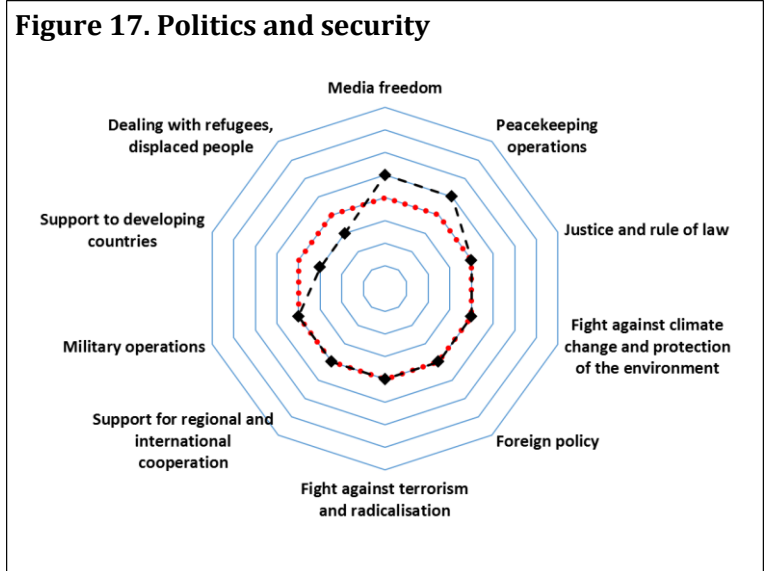 Figure 17. Politics and security
Media freedom
Dealing with refugees,
displaced people
Peacekeeping
operations
Support to developing
countries
Justice and rule of law
Military operations
Fight against climate
change and protection
of the environment
Support for regional and
international
cooperation
Foreign policy
Fight against terrorism
and radicalisation